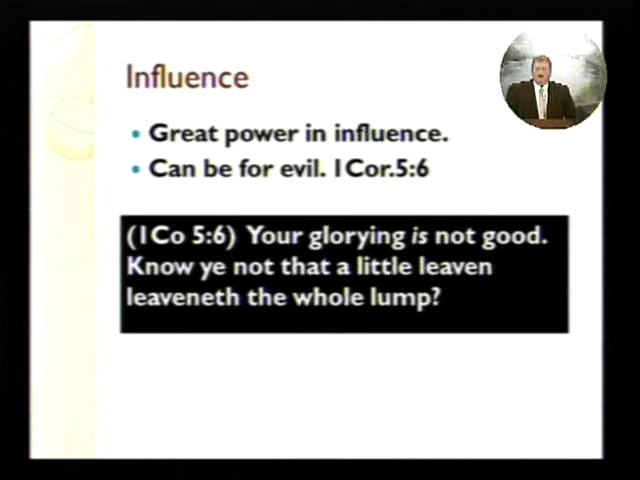 Influence
• Great power in influence.
• Can be for evil. 1Cor.5:6
(1Co 5:6) Your glorying is not good.
Know ye not that a little leaven
leaveneth the whole lump?